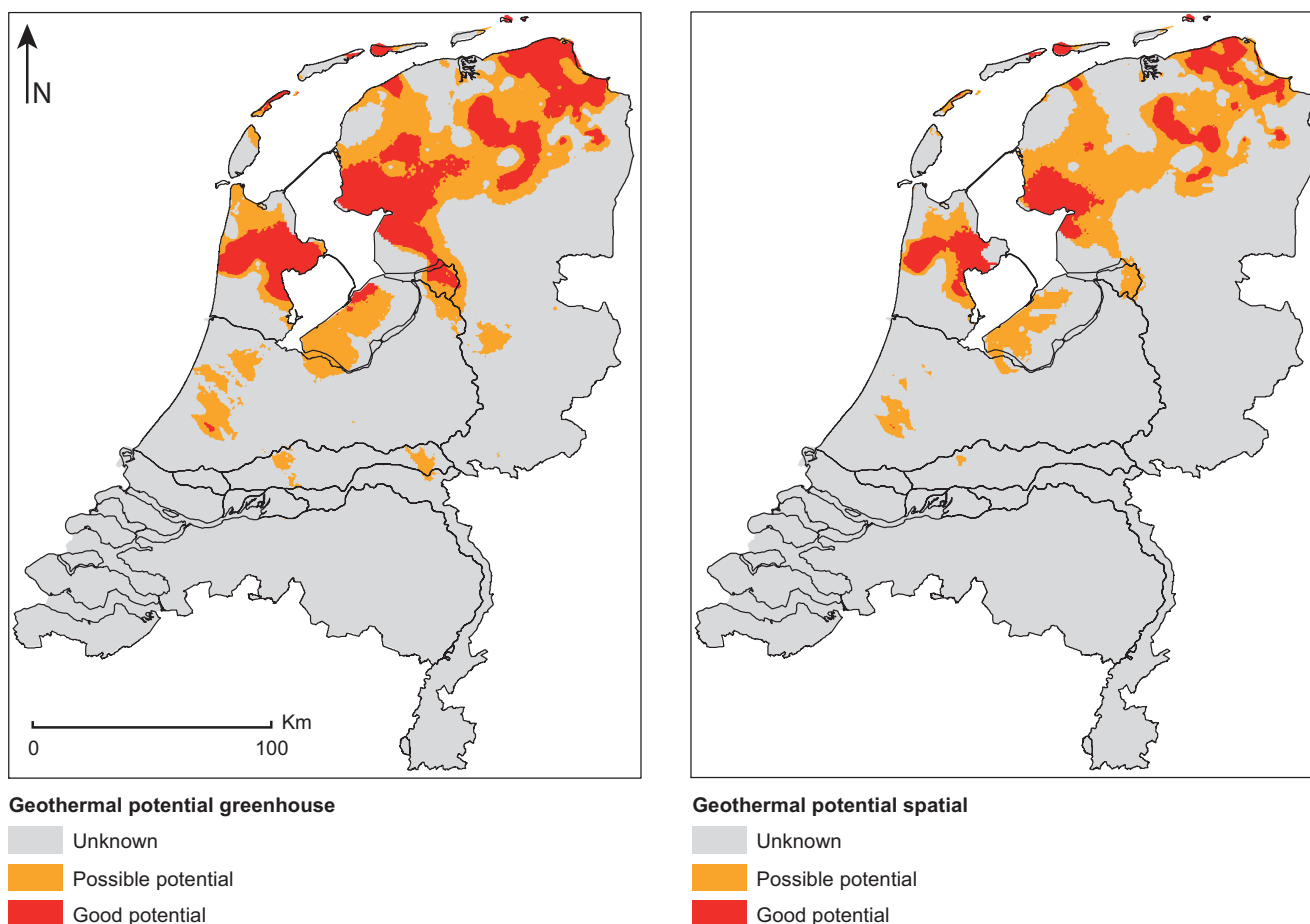 N
Km
0 100
Geothermal potential greenhouse
Unknown
Possible potential
Good potential
Geothermal potential spatial
Unknown
Possible potential
Good potential